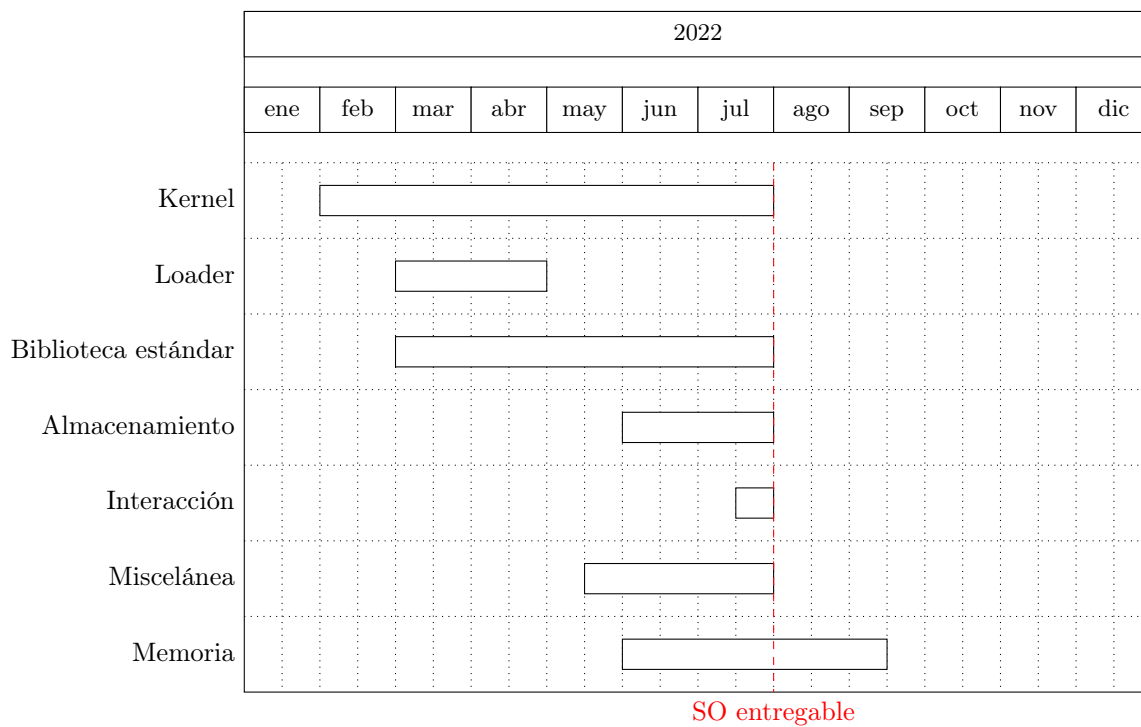 2022
ene feb mar abr may jun jul ago sep oct nov dic
Kernel
Loader
Biblioteca estándar
Almacenamiento
Interacción
Miscelánea
Memoria
SO entregable